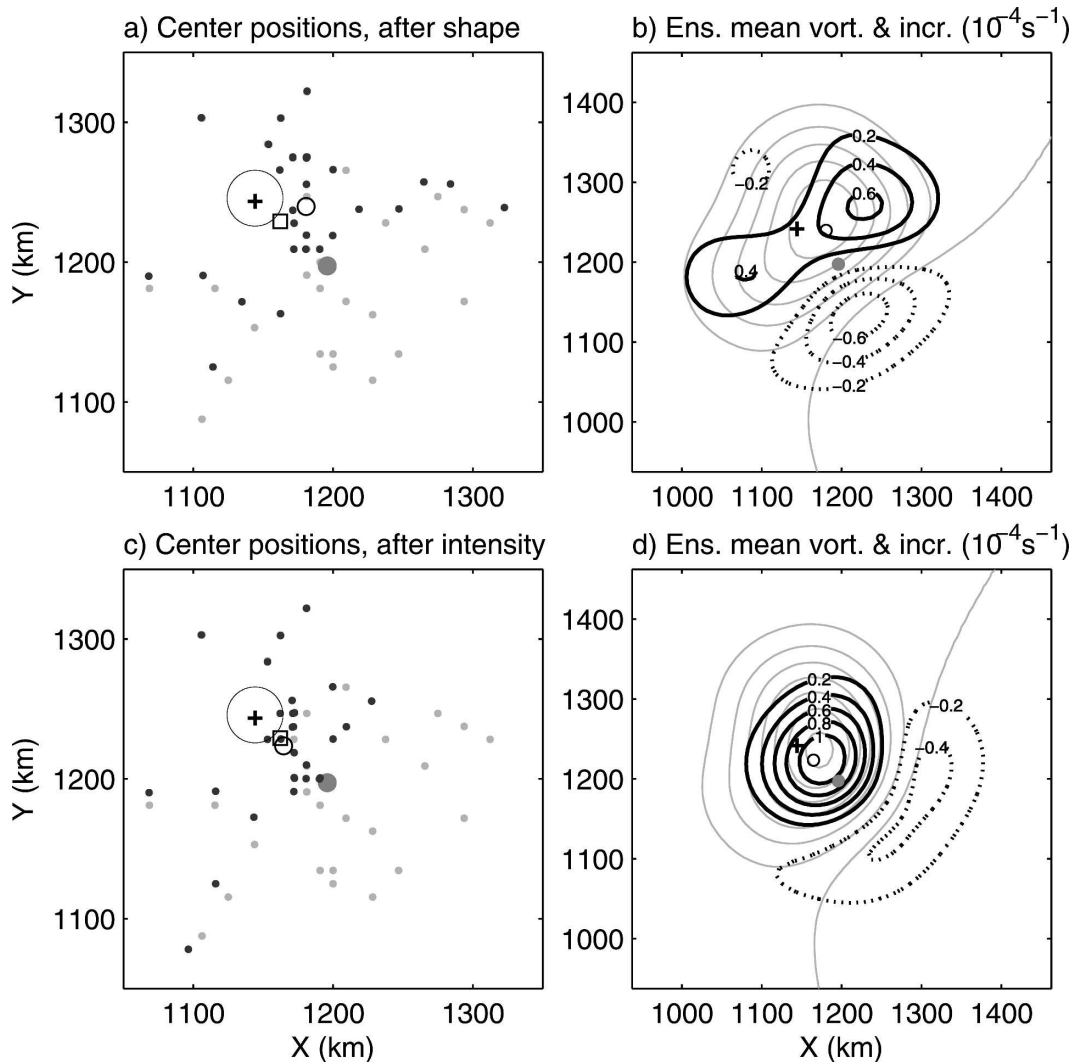 a) Center positions, after shape
b) Ens. mean vort. & incr. (10⁻⁴s⁻¹)
1300
1200
1100
Y (km)
1100 1200 1300
1400
1300
1200
1100
1000
1000 1100 1200 1300 1400
0.2
0.4
0.6
−0.2
0.4
−0.6
−0.4
−0.2
c) Center positions, after intensity
d) Ens. mean vort. & incr. (10⁻⁴s⁻¹)
1300
1200
1100
Y (km)
1100 1200 1300
X (km)
1400
1300
1200
1100
1000
1000 1100 1200 1300 1400
X (km)
0.2
0.4
0.6
0.8
1
−0.2
−0.4